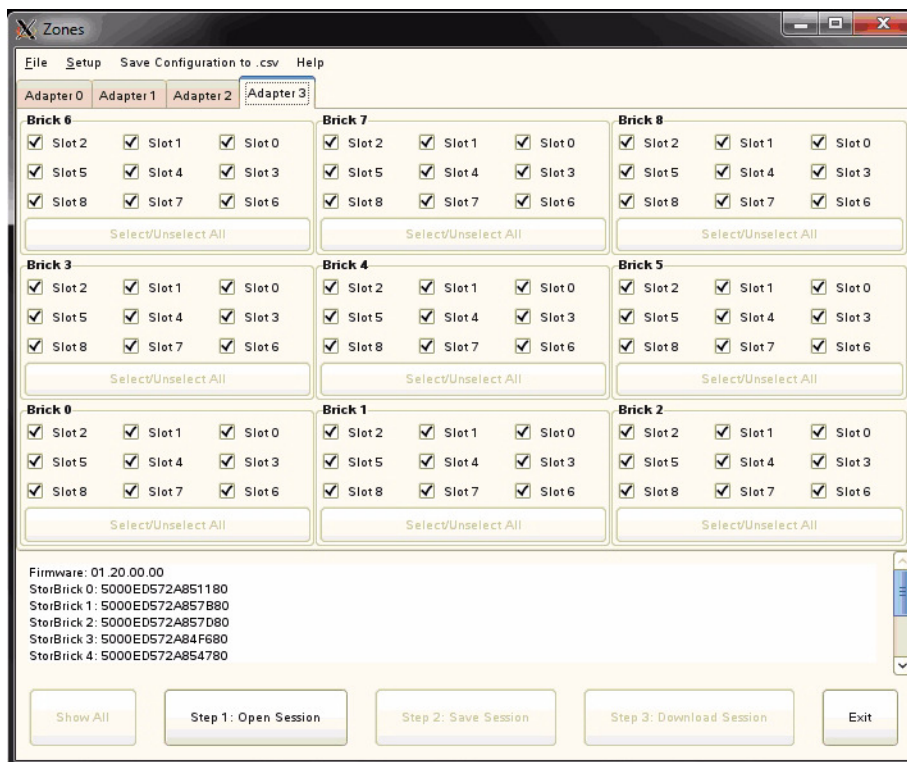 Zones
File Setup Save Configuration to .csv Help
Adapter 0 Adapter 1 Adapter 2 Adapter 3
Brick 6 Brick 7 Brick 8
Slot 2 Slot 1 Slot 0 Slot 2 Slot 1 Slot 0 Slot 2 Slot 1 Slot 0
Slot 5 Slot 4 Slot 3 Slot 5 Slot 4 Slot 3 Slot 5 Slot 4 Slot 3
Slot 8 Slot 7 Slot 6 Slot 8 Slot 7 Slot 6 Slot 8 Slot 7 Slot 6
Select/Unselect All Select/Unselect All Select/Unselect All
Brick 3 Brick 4 Brick 5
Slot 2 Slot 1 Slot 0 Slot 2 Slot 1 Slot 0 Slot 2 Slot 1 Slot 0
Slot 5 Slot 4 Slot 3 Slot 5 Slot 4 Slot 3 Slot 5 Slot 4 Slot 3
Slot 8 Slot 7 Slot 6 Slot 8 Slot 7 Slot 6 Slot 8 Slot 7 Slot 6
Select/Unselect All Select/Unselect All Select/Unselect All
Brick 0 Brick 1 Brick 2
Slot 2 Slot 1 Slot 0 Slot 2 Slot 1 Slot 0 Slot 2 Slot 1 Slot 0
Slot 5 Slot 4 Slot 3 Slot 5 Slot 4 Slot 3 Slot 5 Slot 4 Slot 3
Slot 8 Slot 7 Slot 6 Slot 8 Slot 7 Slot 6 Slot 8 Slot 7 Slot 6
Select/Unselect All Select/Unselect All Select/Unselect All
Firmware: 01.20.00.00
StorBrick 0: 5000ED572A851180
StorBrick 1: 5000ED572A857B80
StorBrick 2: 5000ED572A857D80
StorBrick 3: 5000ED572A84F680
StorBrick 4: 5000ED572A854780
Show All Step 1: Open Session Step 2: Save Session Step 3: Download Session Exit